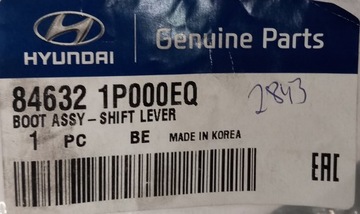 HYUNDAI
Genuine Parts
84632 1P000EQ
2843
BOOT ASSY-SHIFT LEVER
1 PC BE MADE IN KOREA
EAC